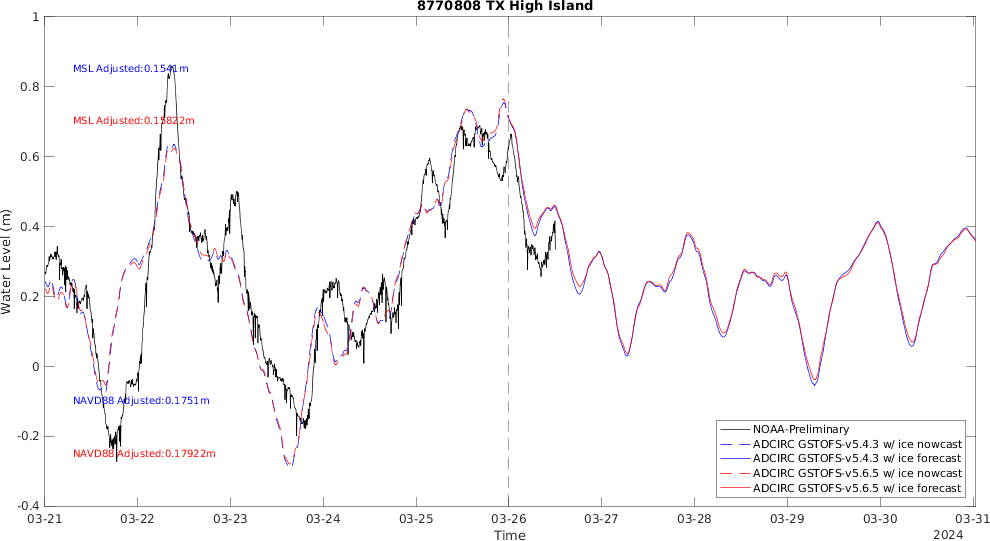 8770808 TX High Island
1
0.8
0.6
0.4
0.2
0
-0.2
-0.4
Water Level (m)
MSL Adjusted:0.1541m
MSL Adjusted:0.15822m
NAVD88 Adjusted:0.1751m
NAVD88 Adjusted:0.17922m
NOAA-Preliminary
ADCIRC GSTOFS-v5.4.3 w/ ice nowcast
ADCIRC GSTOFS-v5.4.3 w/ ice forecast
ADCIRC GSTOFS-v5.6.5 w/ ice nowcast
ADCIRC GSTOFS-v5.6.5 w/ ice forecast
03-21 03-22 03-23 03-24 03-25 03-26 03-27 03-28 03-29 03-30 03-31
Time
2024